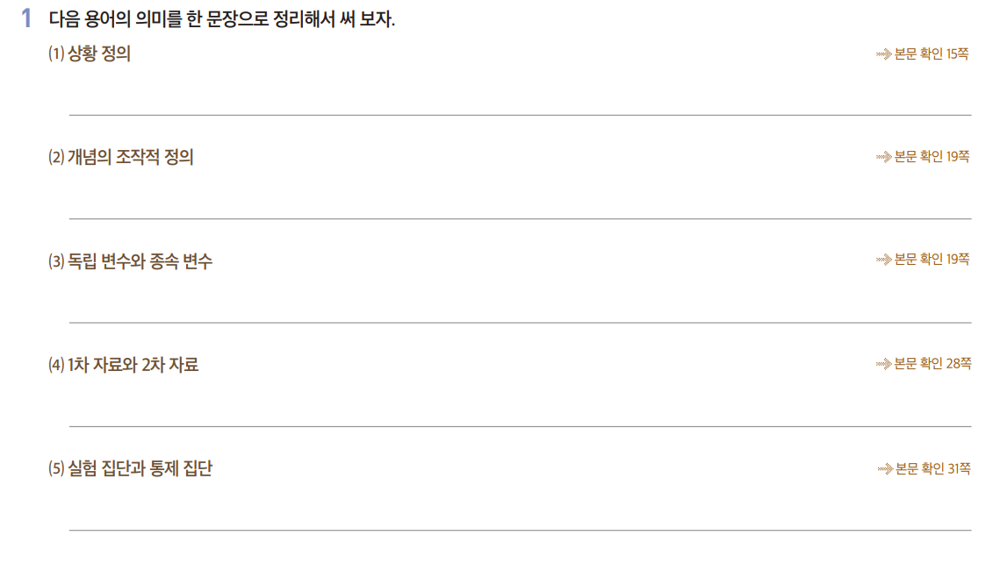 1 다음 용어의 의미를 한 문장으로 정리해서 써 보자.
(1) 상황 정의 본문 확인 15쪽
(2) 개념의 조작적 정의 본문 확인 19쪽
(3) 독립 변수와 종속 변수 본문 확인 19쪽
(4) 1차 자료와 2차 자료 본문 확인 28쪽
(5) 실험 집단과 통제 집단 본문 확인 31쪽